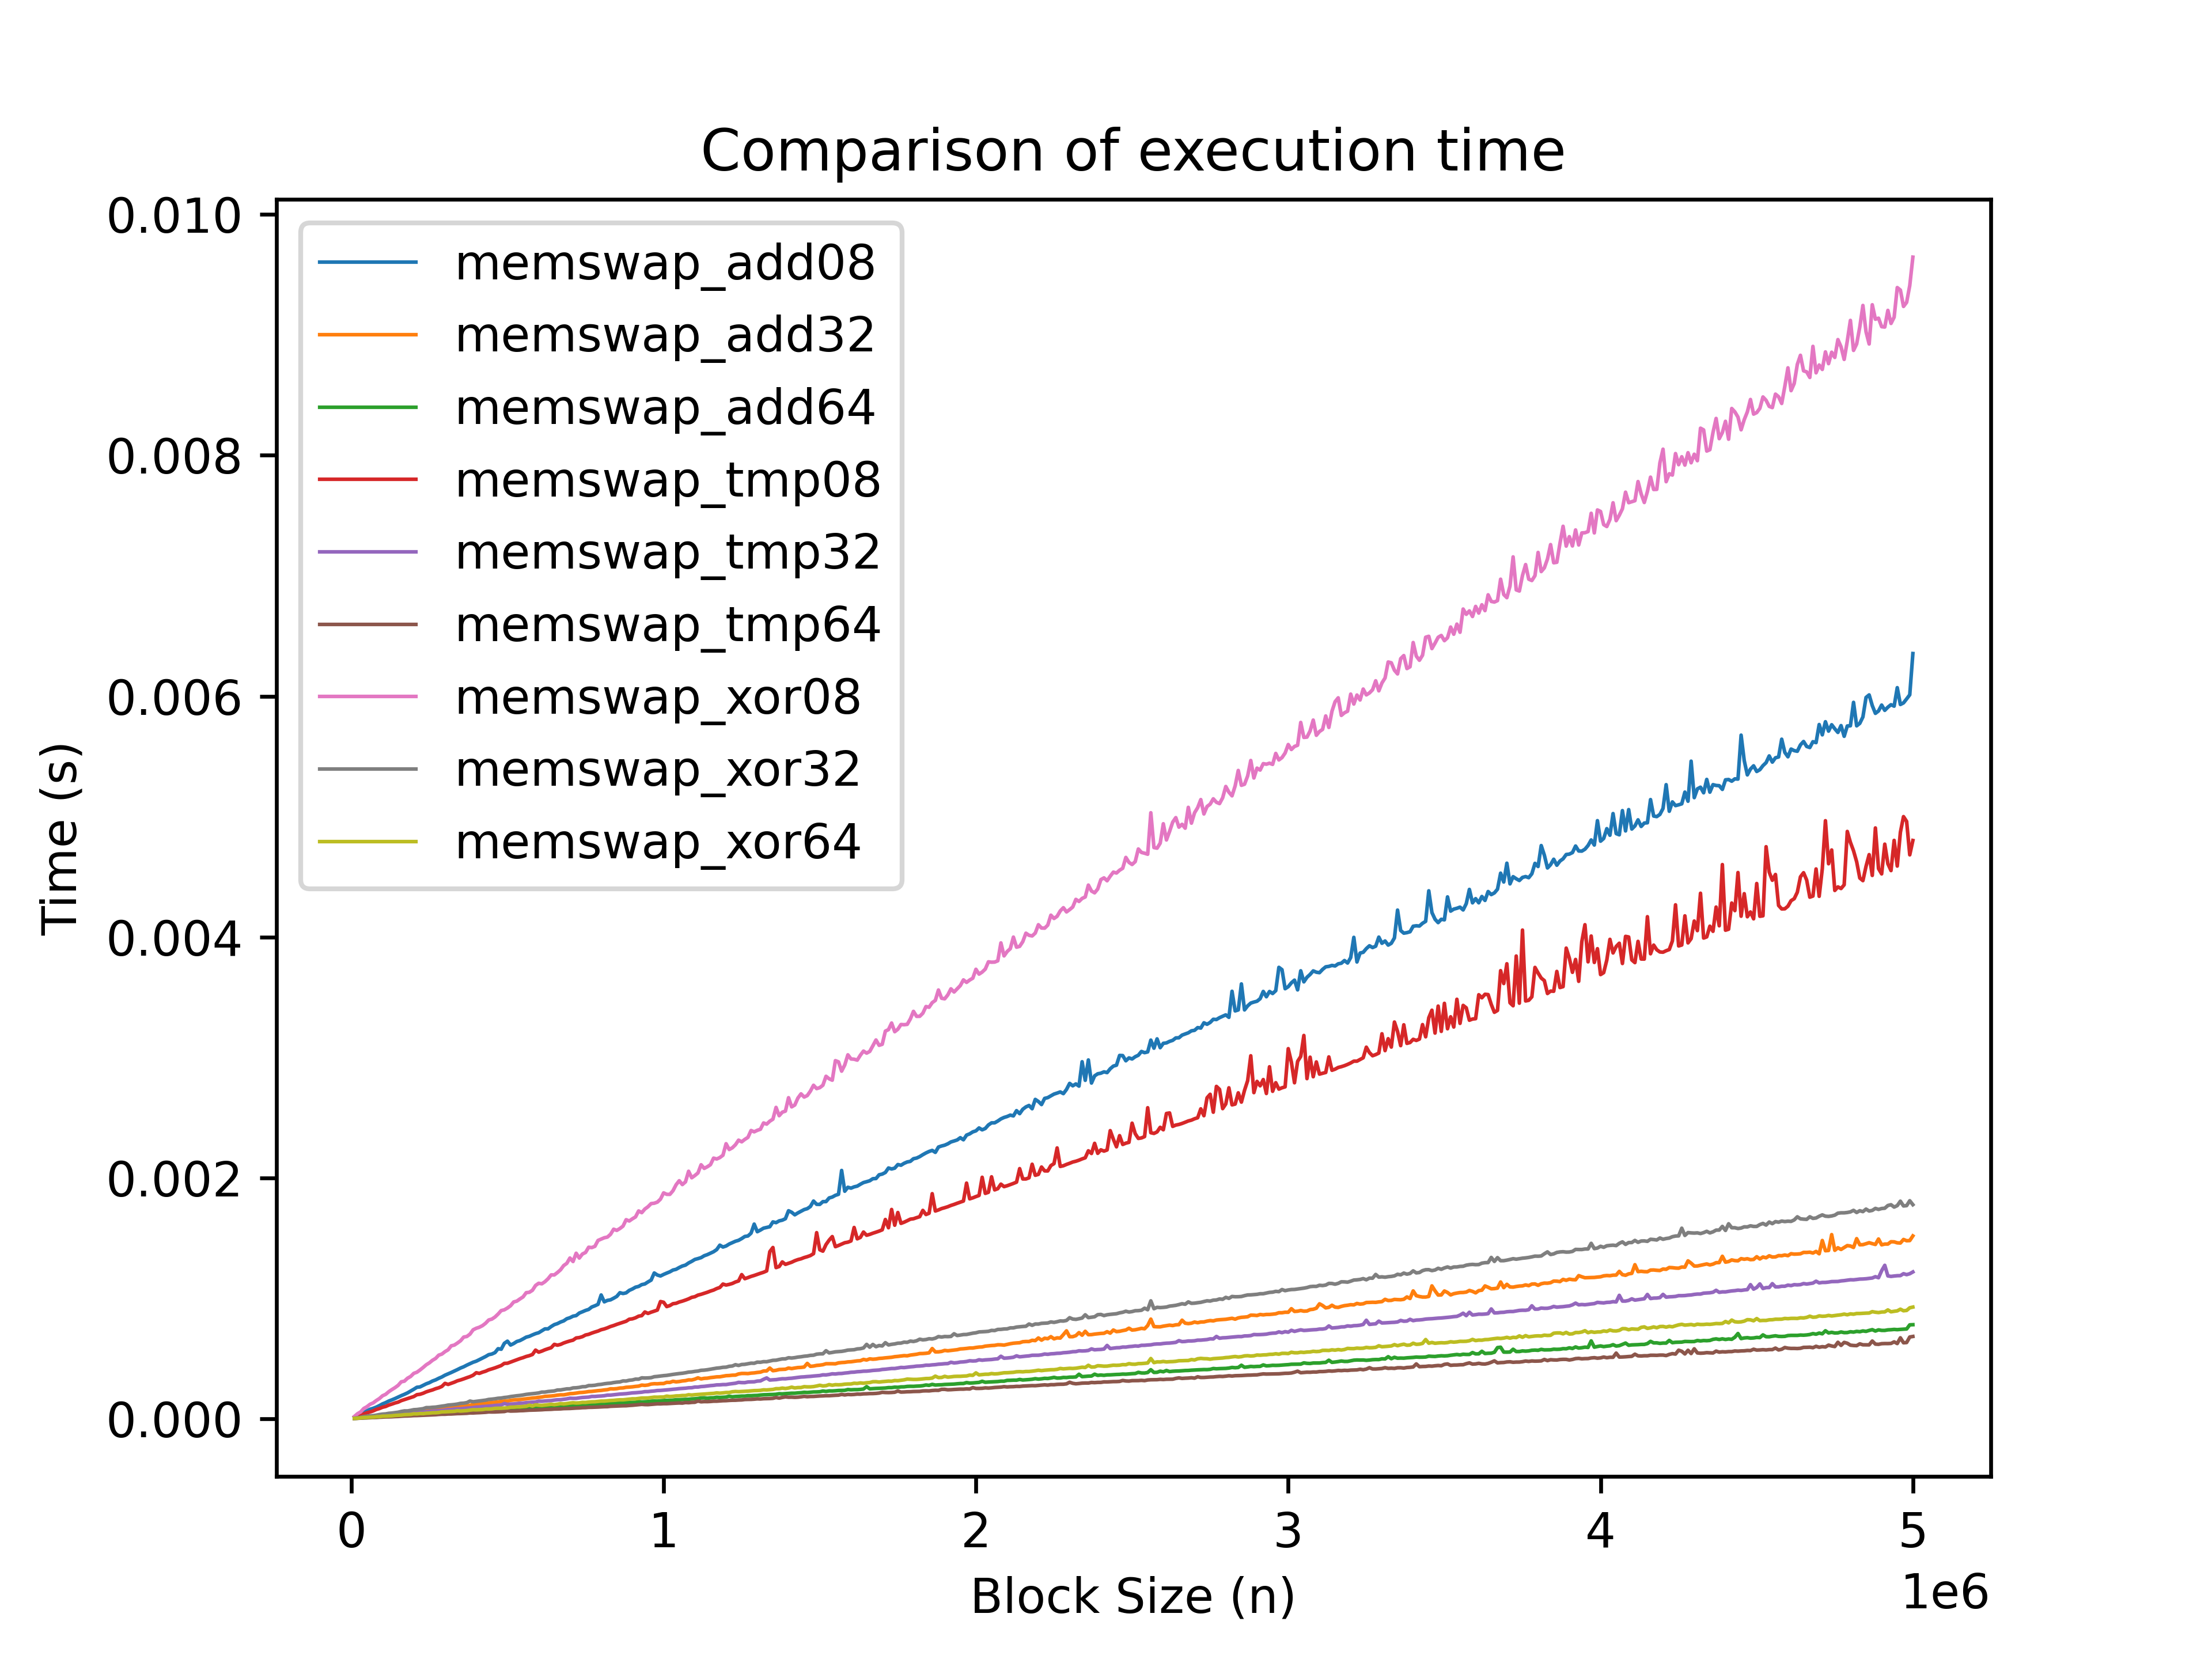 Comparison of execution time
0.010
0.008
0.006
0.004
0.002
0.000
Time (s)
memswap_add08
memswap_add32
memswap_add64
memswap_tmp08
memswap_tmp32
memswap_tmp64
memswap_xor08
memswap_xor32
memswap_xor64
0 1 2 3 4 5
1e6
Block Size (n)